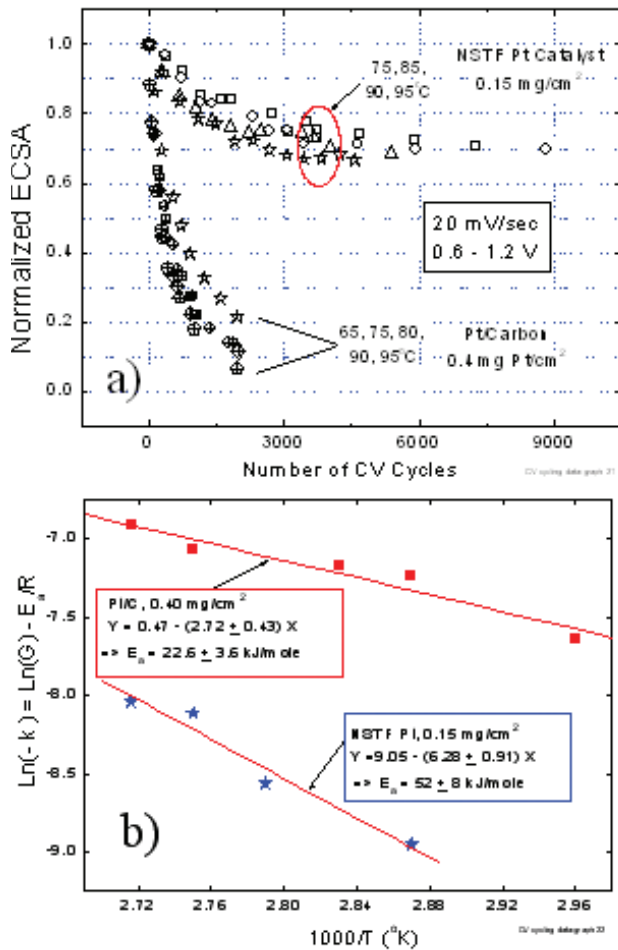 1.0
0.8
0.6
0.4
0.2
0.0
Normalized ECSA
75, 85,
90, 95°C
NSTF Pt Catalyst
0.15 mg/cm²
20 mV/sec
0.6 - 1.2 V
65, 75, 80,
90, 95°C
Pt/Carbon
0.4 mg Pt/cm²
a)
0 3000 6000 9000
Number of CV Cycles
CV cycling data graph 21
-7.0
-7.5
-8.0
-8.5
-9.0
Ln(-k) = Ln(G) - Eₐ/R
Pt/C, 0.40 mg/cm²
Y = 0.47 - (2.72 ± 0.43) X
=> Eₐ = 22.6 ± 3.6 kJ/mole
NSTF Pt, 0.15 mg/cm²
Y=9.05 - (6.28 ± 0.91) X
=> Eₐ = 52 ± 8 kJ/mole
b)
2.72 2.76 2.80 2.84 2.88 2.92 2.96
1000/T (°K)
CV cycling data graph 22